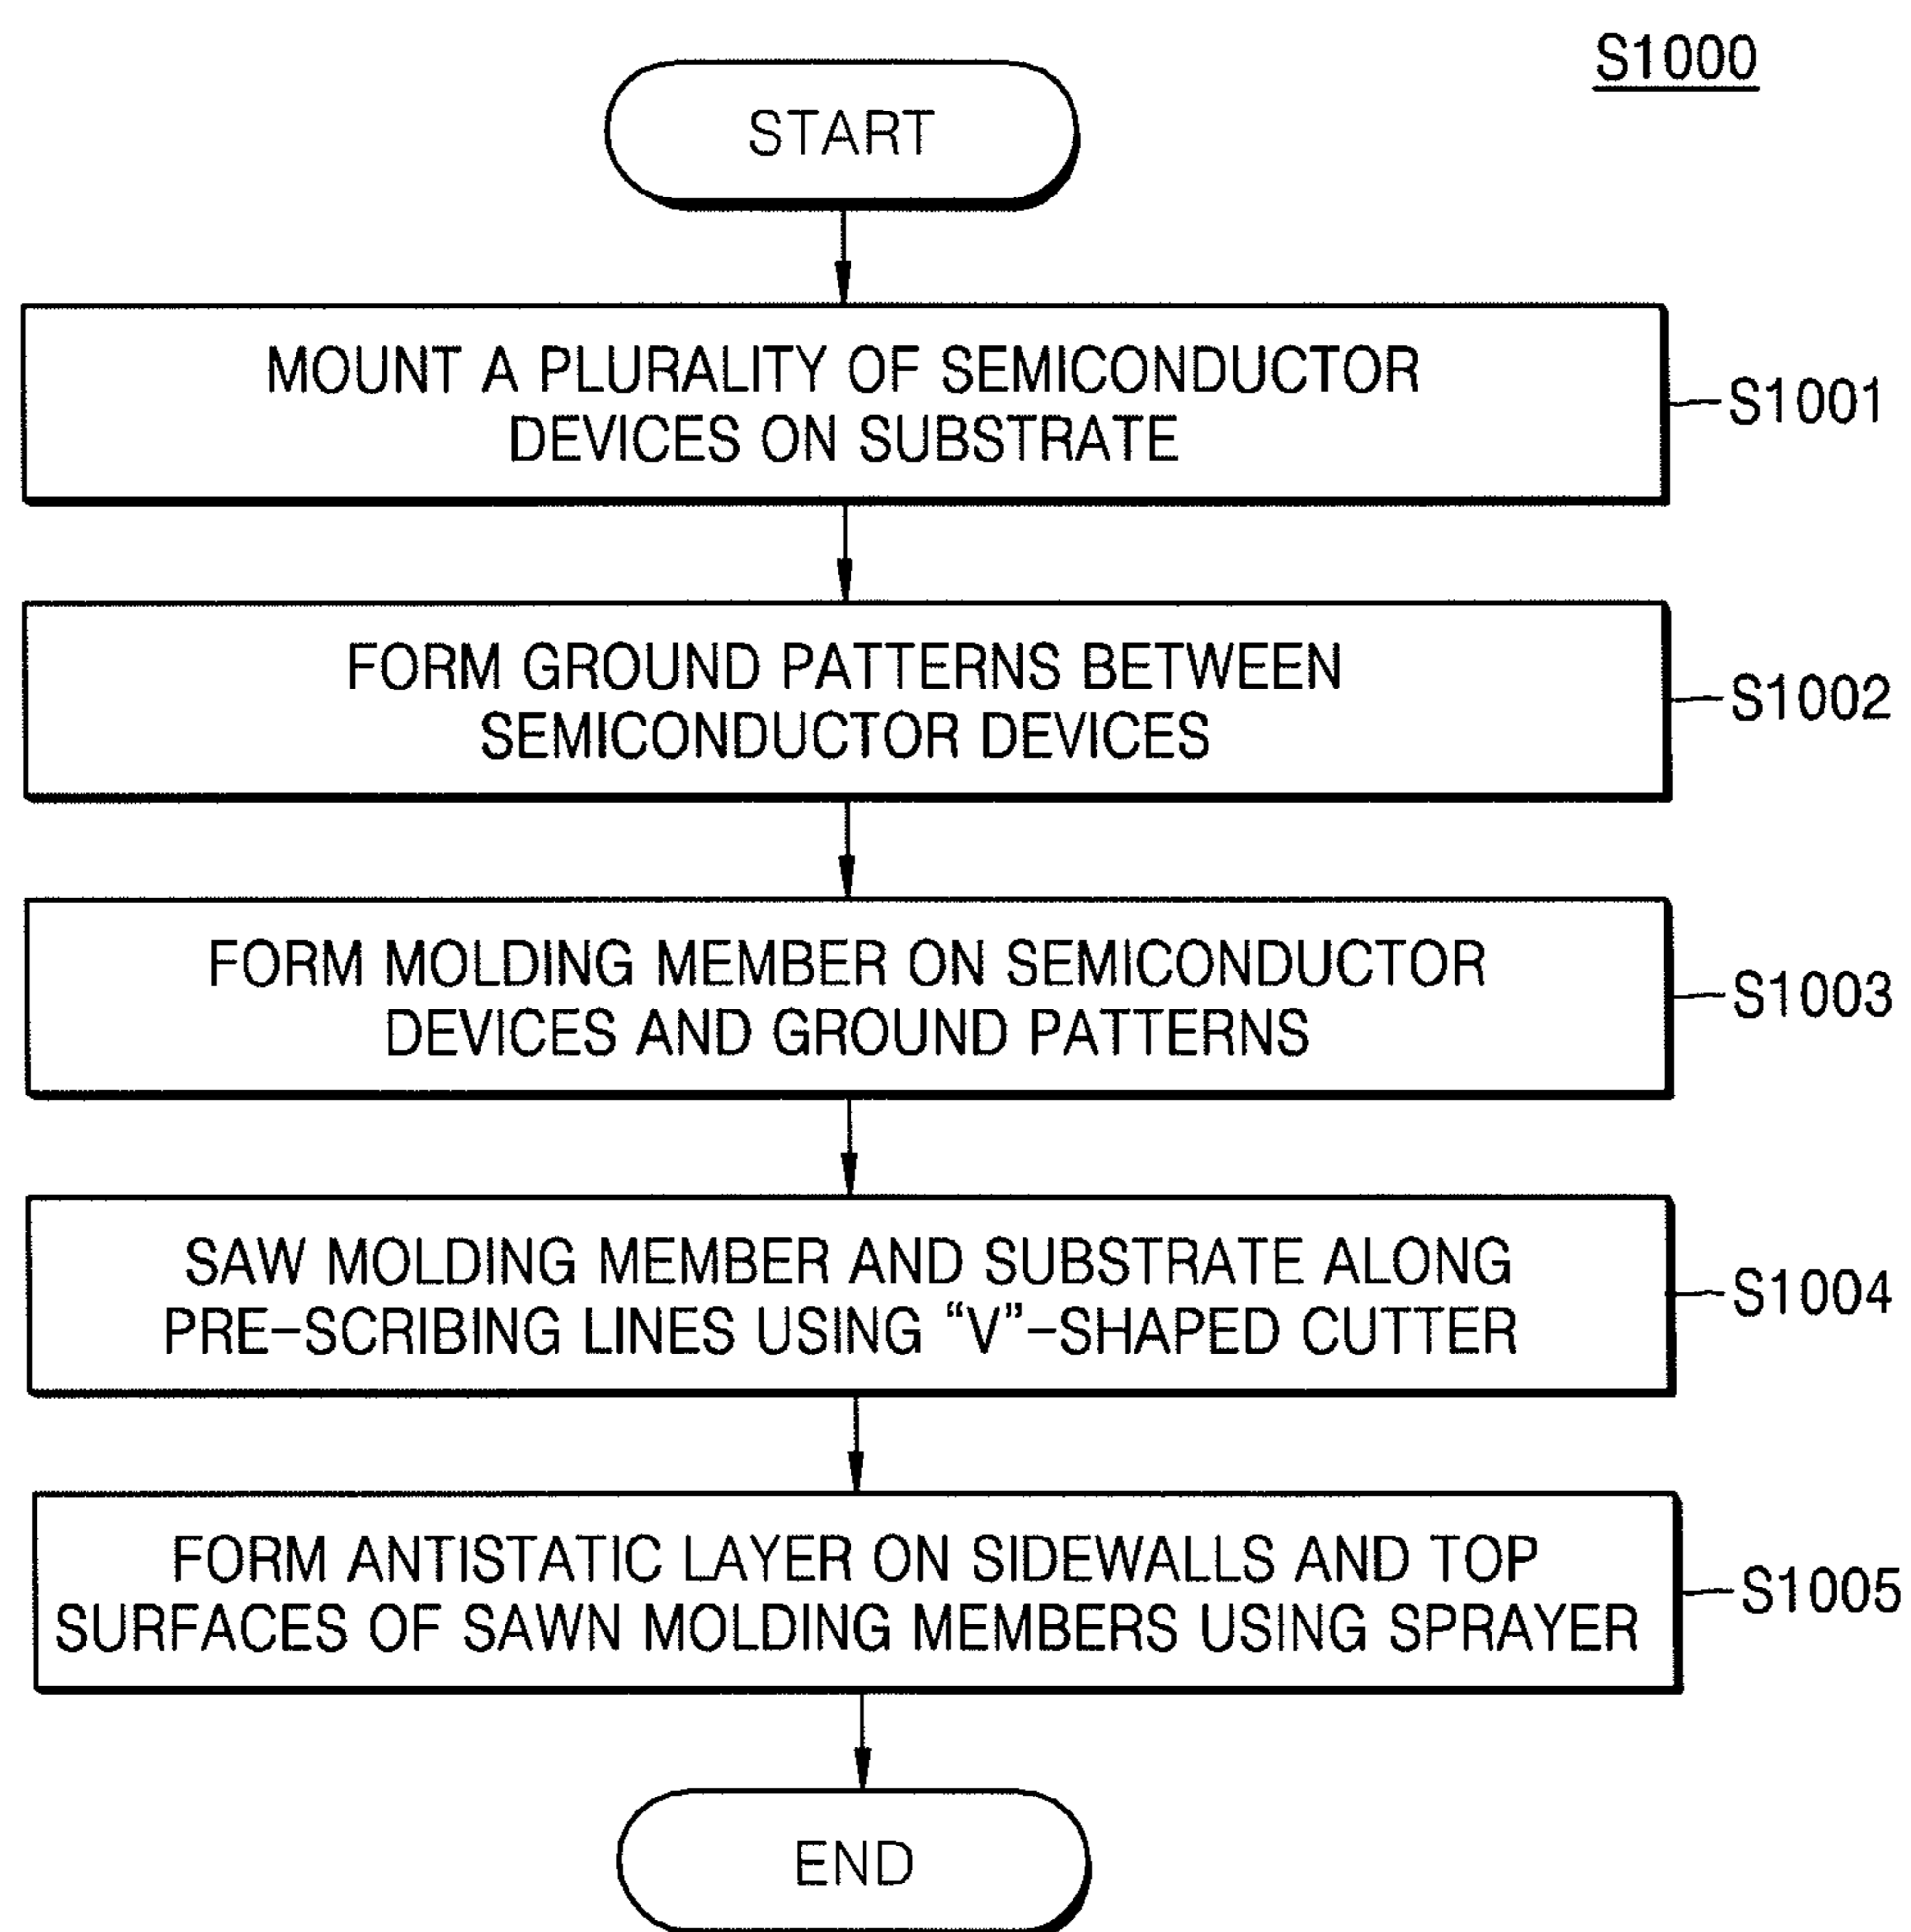 S1000
START
MOUNT A PLURALITY OF SEMICONDUCTOR
DEVICES ON SUBSTRATE
S1001
FORM GROUND PATTERNS BETWEEN
SEMICONDUCTOR DEVICES
S1002
FORM MOLDING MEMBER ON SEMICONDUCTOR
DEVICES AND GROUND PATTERNS
S1003
SAW MOLDING MEMBER AND SUBSTRATE ALONG
PRE-SCRIBING LINES USING “V”-SHAPED CUTTER
S1004
FORM ANTISTATIC LAYER ON SIDEWALLS AND TOP
SURFACES OF SAWN MOLDING MEMBERS USING SPRAYER
S1005
END